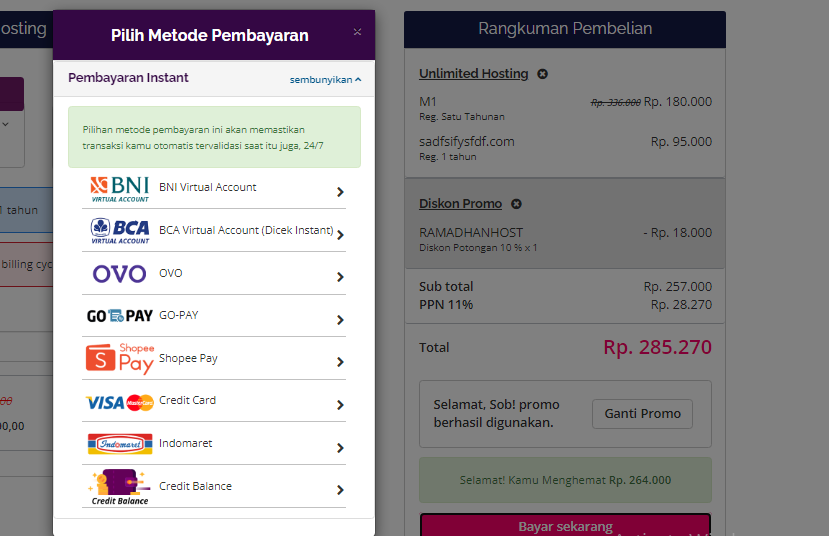 osting
1 tahun
billing cyc
00
00,00
Pilih Metode Pembayaran ×
Pembayaran Instant sembunyikan
Pilihan metode pembayaran ini akan memastikan
transaksi kamu otomatis tervalidasi saat itu juga, 24/7
BNI VIRTUAL ACCOUNT BNI Virtual Account
BCA VIRTUAL ACCOUNT BCA Virtual Account (Dicek Instant)
OVO OVO
GO PAY GO-PAY
S Shopee Pay Shopee Pay
VISA MasterCard Credit Card
Indomaret Indomaret
Credit Balance Credit Balance
Rangkuman Pembelian
Unlimited Hosting
M1 Rp. 336.000 Rp. 180.000
Reg. Satu Tahunan
sadfsifysfdf.com Rp. 95.000
Reg. 1 tahun
Diskon Promo
RAMADHANHOST - Rp. 18.000
Diskon Potongan 10 % x 1
Sub total Rp. 257.000
PPN 11% Rp. 28.270
Total Rp. 285.270
Selamat, Sob! promo
berhasil digunakan.
Ganti Promo
Selamat! Kamu Menghemat Rp. 264.000
Bayar sekarang